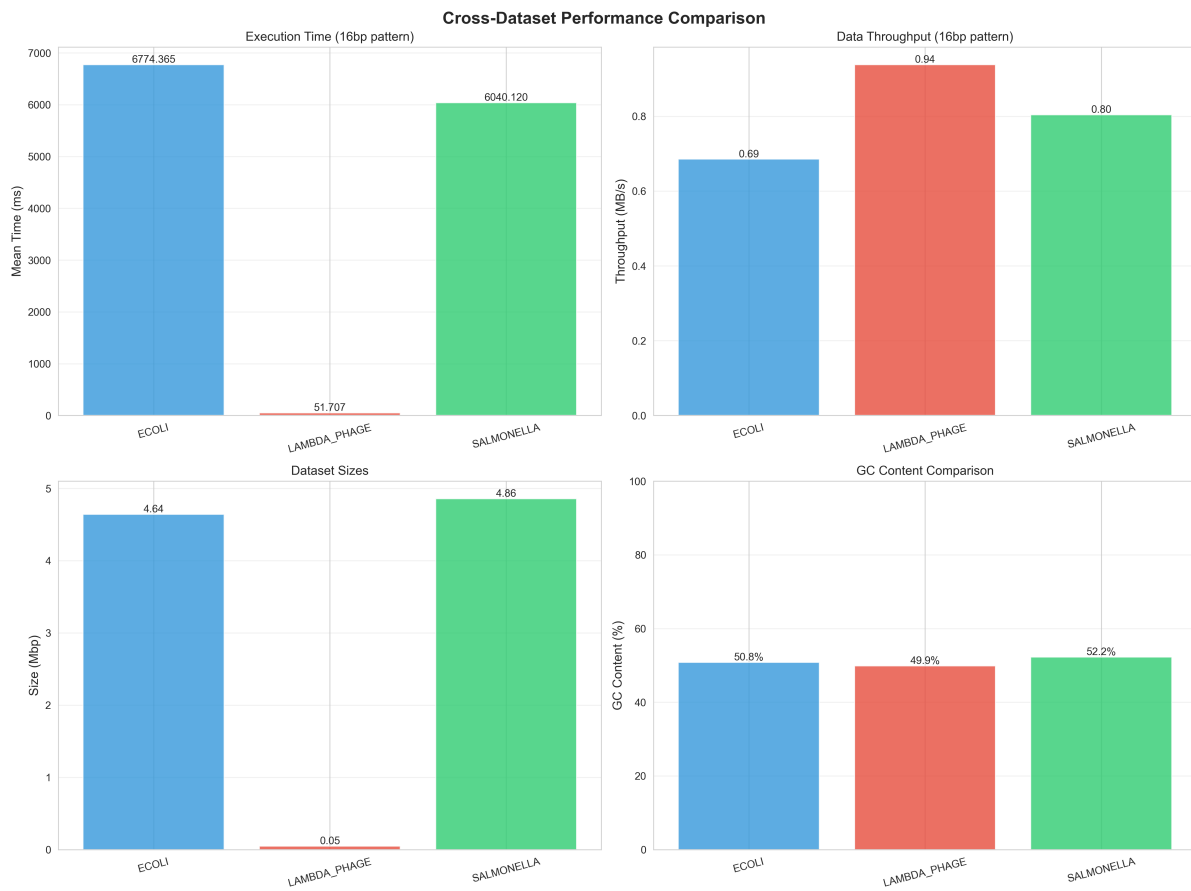 Cross-Dataset Performance Comparison
Execution Time (16bp pattern)
Mean Time (ms)
7000
6000
5000
4000
3000
2000
1000
0
6774.365
51.707
6040.120
ECOLI
LAMBDA_PHAGE
SALMONELLA
Data Throughput (16bp pattern)
Throughput (MB/s)
0.8
0.6
0.4
0.2
0.0
0.69
0.94
0.80
ECOLI
LAMBDA_PHAGE
SALMONELLA
Dataset Sizes
Size (Mbp)
5
4
3
2
1
0
4.64
0.05
4.86
ECOLI
LAMBDA_PHAGE
SALMONELLA
GC Content Comparison
GC Content (%)
100
80
60
40
20
0
50.8%
49.9%
52.2%
ECOLI
LAMBDA_PHAGE
SALMONELLA